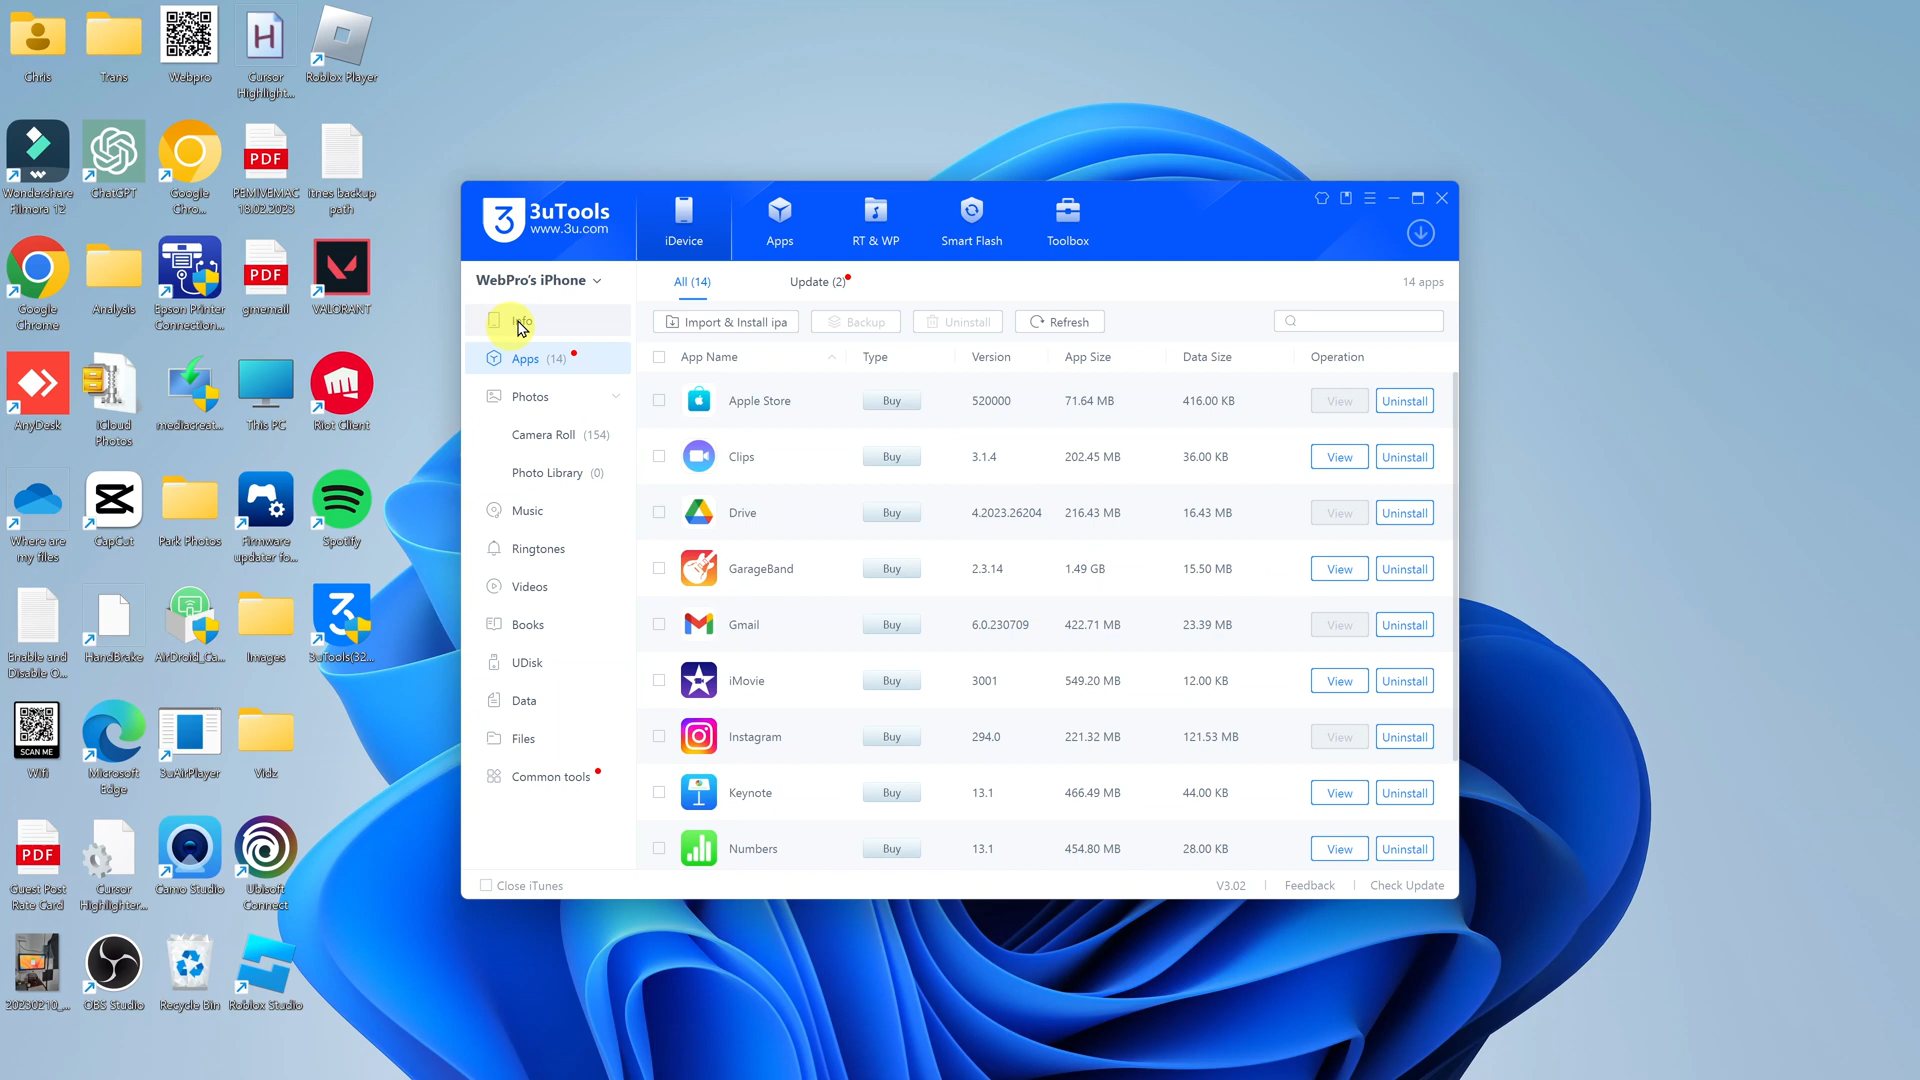 Chris
Trans
Webpro
Cursor
Highlight...
Roblox Player
Wondershare
Filmora 12
ChatGPT
Google
Chro...
PDF
PEMIVEMAC
18.02.2023
itnes backup
path
Google
Chrome
Analysis
Epson Printer
Connection...
PDF
gmemail
VALORANT
AnyDesk
iCloud
Photos
mediacreat...
This PC
Riot Client
Where are
my files
CapCut
Park Photos
Firmware
updater fo...
Spotify
Enable and
Disable O...
HandBrake
AirDroid_Ca...
Images
3uTools(32...
SCAN ME
Wifi
Microsoft
Edge
3uAirPlayer
Vidz
PDF
Guest Post
Rate Card
Cursor
Highlighter...
Camo Studio
Ubisoft
Connect
20230210_...
OBS Studio
Recycle Bin
Roblox Studio
3 3uTools
www.3u.com
iDevice
Apps
RT & WP
Smart Flash
Toolbox
WebPro's iPhone
Info
Apps (14)
Photos
Camera Roll (154)
Photo Library (0)
Music
Ringtones
Videos
Books
UDisk
Data
Files
Common tools
All (14) Update (2) 14 apps
Import & Install ipa Backup Uninstall Refresh
App Name Type Version App Size Data Size Operation
Apple Store Buy 520000 71.64 MB 416.00 KB View Uninstall
Clips Buy 3.1.4 202.45 MB 36.00 KB View Uninstall
Drive Buy 4.2023.26204 216.43 MB 16.43 MB View Uninstall
GarageBand Buy 2.3.14 1.49 GB 15.50 MB View Uninstall
Gmail Buy 6.0.230709 422.71 MB 23.39 MB View Uninstall
iMovie Buy 3001 549.20 MB 12.00 KB View Uninstall
Instagram Buy 294.0 221.32 MB 121.53 MB View Uninstall
Keynote Buy 13.1 466.49 MB 44.00 KB View Uninstall
Numbers Buy 13.1 454.80 MB 28.00 KB View Uninstall
Close iTunes
V3.02 Feedback Check Update